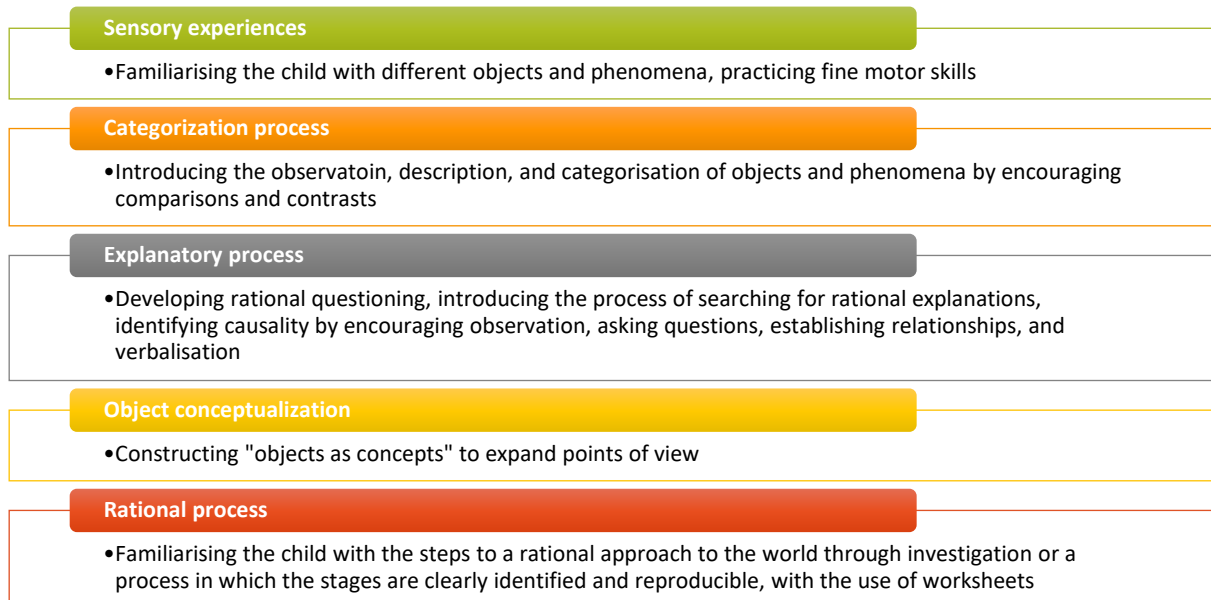 Sensory experiences
•Familiarising the child with different objects and phenomena, practicing fine motor skills
Categorization process
•Introducing the observatoin, description, and categorisation of objects and phenomena by encouraging
comparisons and contrasts
Explanatory process
•Developing rational questioning, introducing the process of searching for rational explanations,
identifying causality by encouraging observation, asking questions, establishing relationships, and
verbalisation
Object conceptualization
•Constructing "objects as concepts" to expand points of view
Rational process
•Familiarising the child with the steps to a rational approach to the world through investigation or a
process in which the stages are clearly identified and reproducible, with the use of worksheets